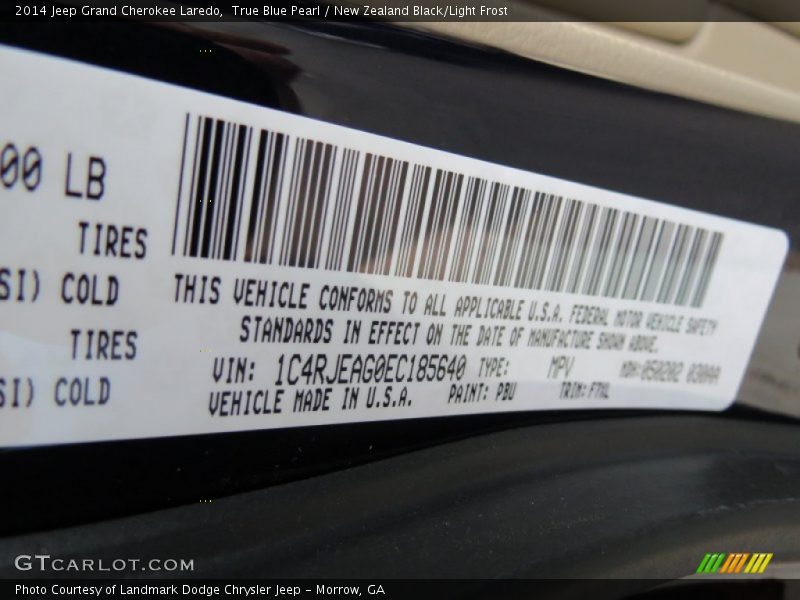 2014 Jeep Grand Cherokee Laredo, True Blue Pearl / New Zealand Black/Light Frost
00 LB
TIRES
SI) COLD
TIRES
SI) COLD
THIS VEHICLE CONFORMS TO ALL APPLICABLE U.S.A. FEDERAL MOTOR VEHICLE SAFETY
STANDARDS IN EFFECT ON THE DATE OF MANUFACTURE SHOWN ABOVE.
VIN: 1C4RJEAG0EC185640 TYPE: MPV
VEHICLE MADE IN U.S.A. PAINT: PBU TRIM:
GTCARLOT.COM
Photo Courtesy of Landmark Dodge Chrysler Jeep - Morrow, GA